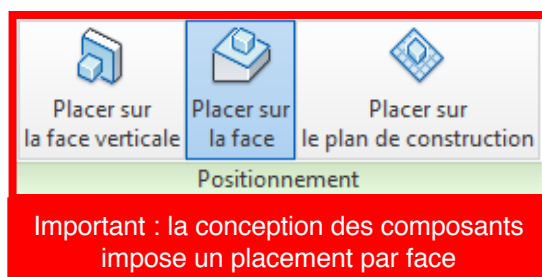 Placer sur
la face verticale
Placer sur
la face
Placer sur
le plan de construction
Positionnement
Important : la conception des composants
impose un placement par face